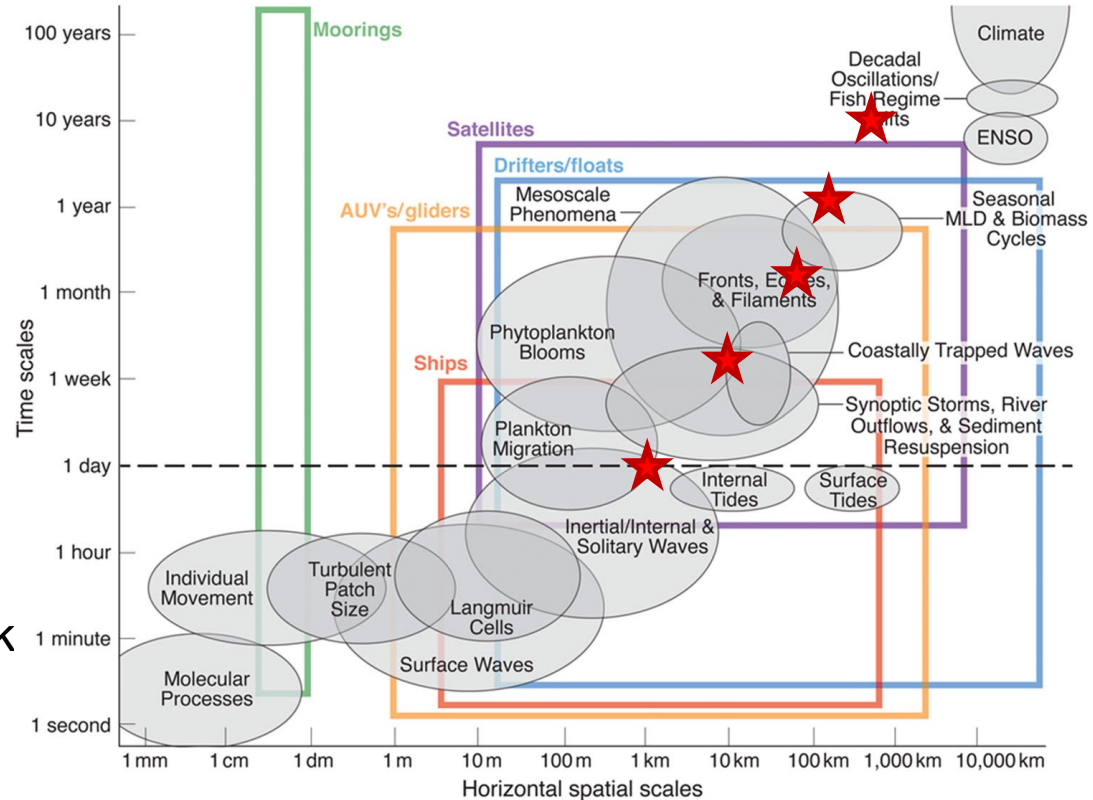 100 years
10 years
1 year
1 month
1 week
1 day
1 hour
1 minute
1 second
Time scales
k
Moorings
Satellites
Drifters/floats
AUV's/gliders
Ships
Climate
Decadal
Oscillations/
Fish Regime
ENSO
Mesoscale
Phenomena
Seasonal
MLD & Biomass
Cycles
Fronts,
& Filaments
Phytoplankton
Blooms
Coastally Trapped Waves
Synoptic Storms, River
Outflows, & Sediment
Resuspension
Plankton
Migration
Internal
Tides
Surface
Tides
Inertial/Internal &
Solitary Waves
Individual
Movement
Turbulent
Patch
Size
Langmuir
Cells
Surface Waves
Molecular
Processes
1 mm
1 cm
1 dm
1 m
10 m
100 m
1 km
10 km
100 km
1,000 km
10,000 km
Horizontal spatial scales